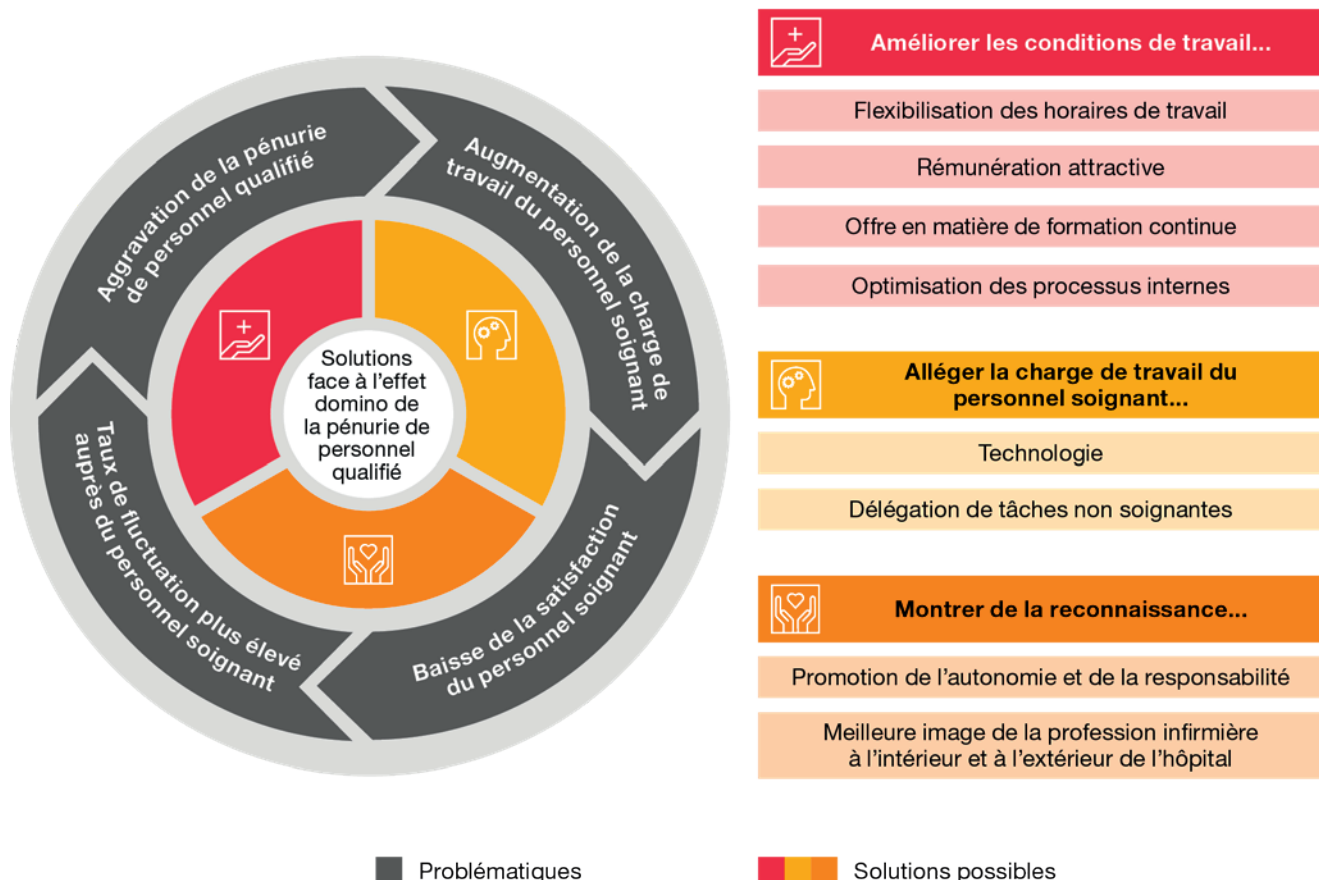 Aggravation de la pénurie
de personnel qualifié
Augmentation de la charge de
travail du personnel soignant
Baisse de la satisfaction
du personnel soignant
Taux de fluctuation plus élevé
auprès du personnel soignant
Solutions
face à l'effet
domino de
la pénurie de
personnel
qualifié
Améliorer les conditions de travail...
Flexibilisation des horaires de travail
Rémunération attractive
Offre en matière de formation continue
Optimisation des processus internes
Alléger la charge de travail du
personnel soignant...
Technologie
Délégation de tâches non soignantes
Montrer de la reconnaissance...
Promotion de l'autonomie et de la responsabilité
Meilleure image de la profession infirmière
à l'intérieur et à l'extérieur de l'hôpital
Problématiques
Solutions possibles